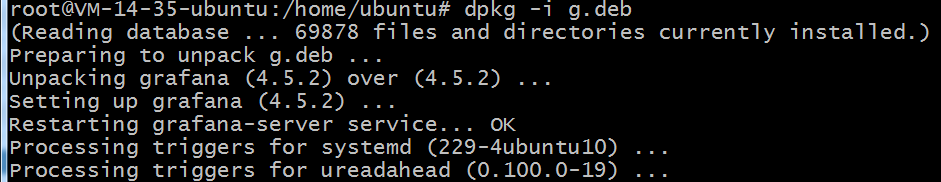 root@VM-14-35-ubuntu:/home/ubuntu# dpkg -i g.deb
(Reading database ... 69878 files and directories currently installed.)
Preparing to unpack g.deb ...
Unpacking grafana (4.5.2) over (4.5.2) ...
Setting up grafana (4.5.2) ...
Restarting grafana-server service... OK
Processing triggers for systemd (229-4ubuntu10) ...
Processing triggers for ureadahead (0.100.0-19) ...